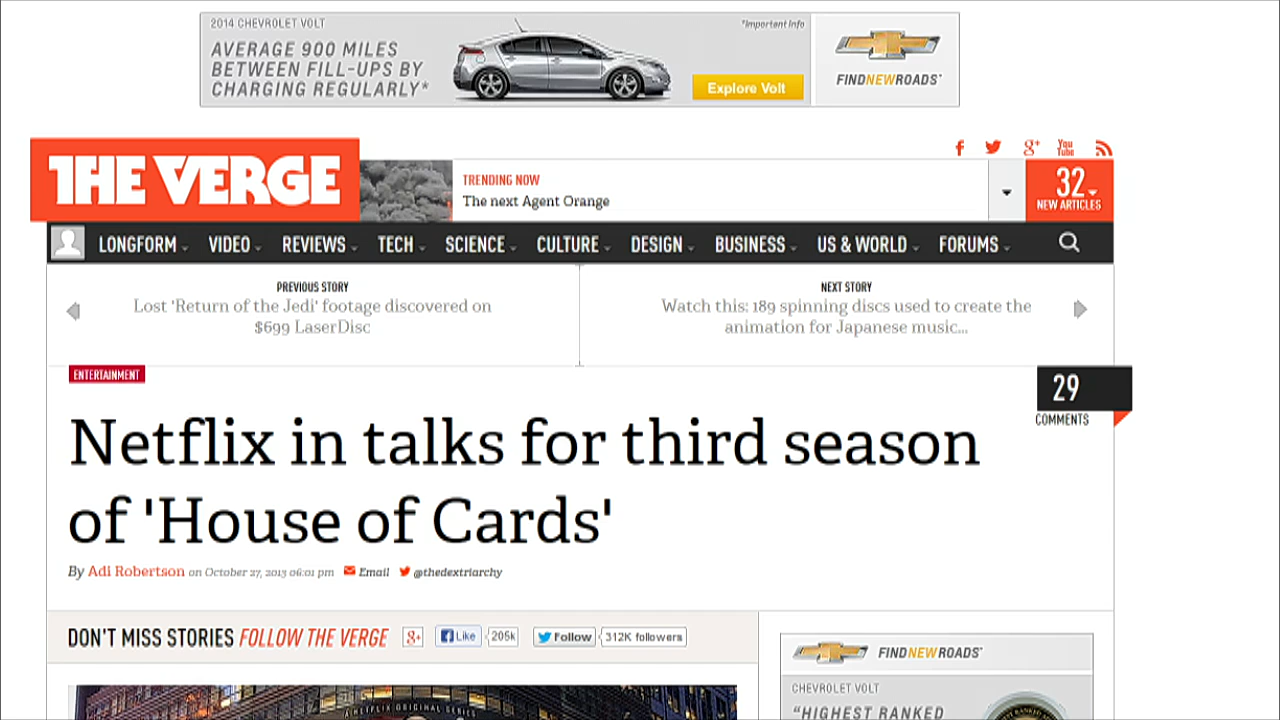 2014 CHEVROLET VOLT
*Important Info
AVERAGE 900 MILES
BETWEEN FILL-UPS BY
CHARGING REGULARLY*
Explore Volt
FINDNEWROADS
THE VERGE
TRENDING NOW
The next Agent Orange
32
NEW ARTICLES
LONGFORM VIDEO REVIEWS TECH SCIENCE CULTURE DESIGN BUSINESS US & WORLD FORUMS
PREVIOUS STORY
Lost 'Return of the Jedi' footage discovered on
$699 LaserDisc
NEXT STORY
Watch this: 189 spinning discs used to create the
animation for Japanese music...
ENTERTAINMENT
29
COMMENTS
Netflix in talks for third season
of 'House of Cards'
By Adi Robertson on October 27, 2013 06:01 pm Email @thedextriarchy
DON'T MISS STORIES FOLLOW THE VERGE
Like 205k
Follow 312K followers
FINDNEWROADS
CHEVROLET VOLT
"HIGHEST RANKED
A NETFLIX ORIGINAL SERIES